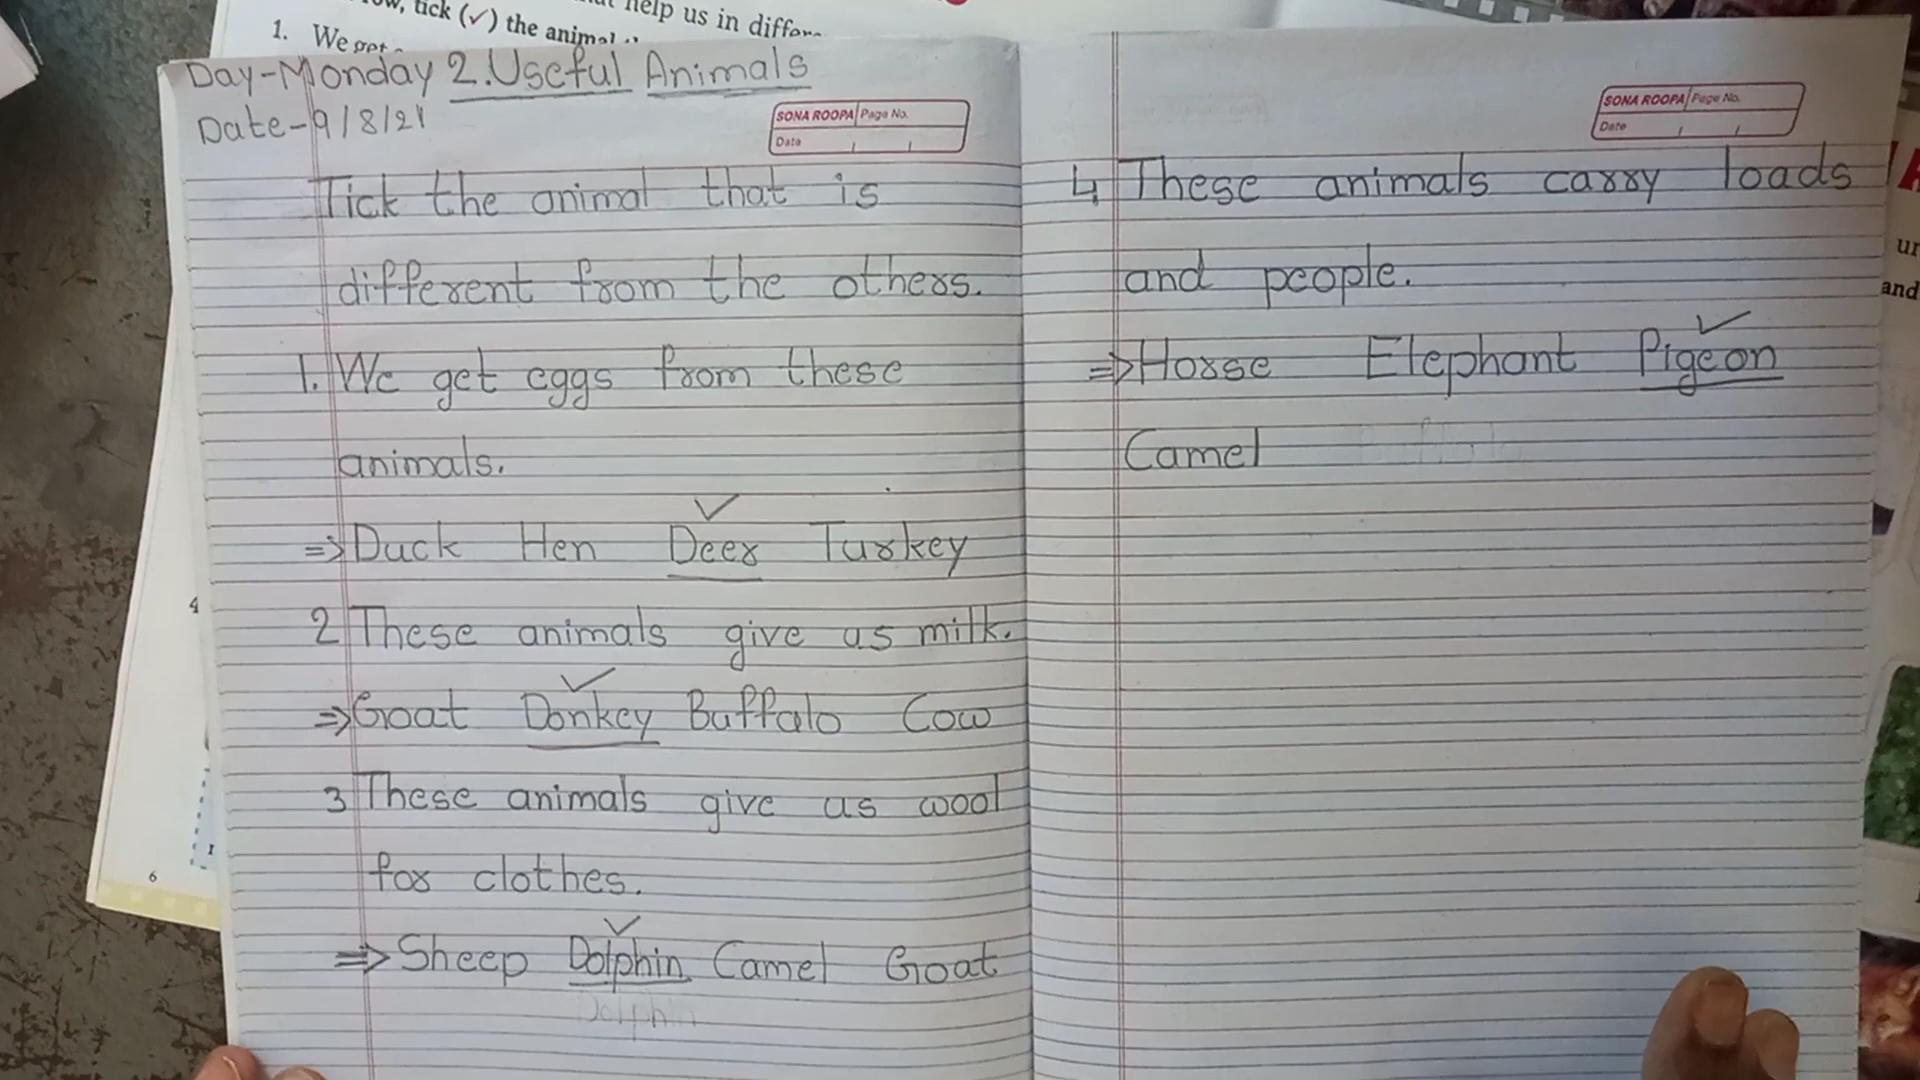 row, tick (✓) the animal
help us in differ
1. We get
Day-Monday 2. Useful Animals
Date-9/8/21
SONA ROOPA Page No.
Date / /
Tick the animal that is
different from the others.
1. We get eggs from these
animals.
✓
⇒ Duck Hen Deer Turkey
2 These animals give us milk.
✓
⇒ Goat Donkey Buffalo Cow
3 These animals give us wool
for clothes.
✓
⇒ Sheep Dolphin Camel Goat
Dolphin
4
6
SONA ROOPA Page No.
Date / /
4. These animals carry loads
and people.
✓
⇒ Horse Elephant Pigeon
Camel
and